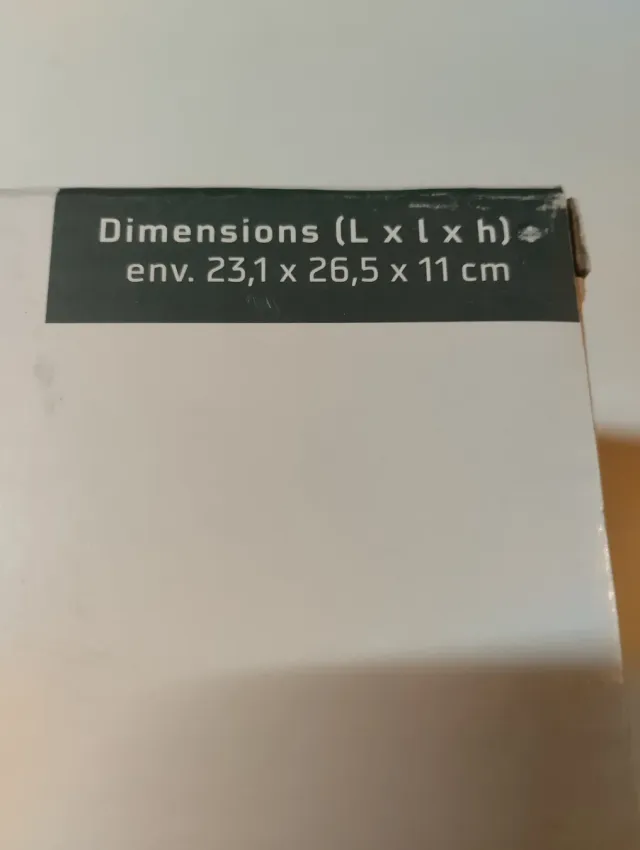 Dimensions (L x l x h)
env. 23,1 x 26,5 x 11 cm